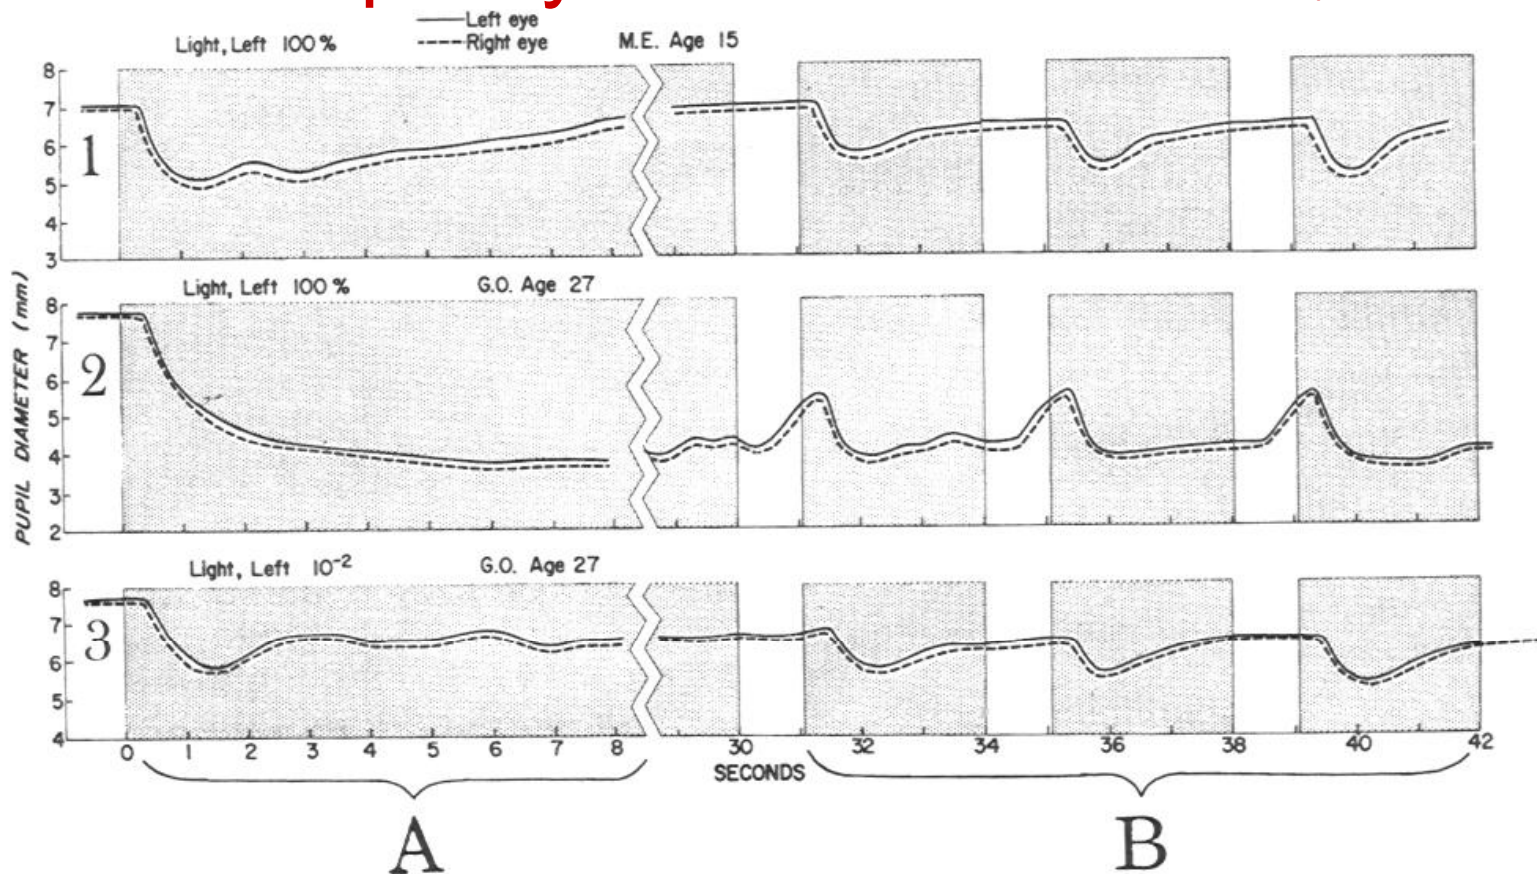 Left eye
Light, Left 100 %
Right eye
M.E. Age 15
8
7
6
5
4
3
1
Light, Left 100 %
G.O. Age 27
8
7
6
5
4
3
2
2
PUPIL DIAMETER (mm)
Light, Left 10⁻²
G.O. Age 27
8
7
6
5
4
3
0 1 2 3 4 5 6 7 8 30 32 34 36 38 40 42
SECONDS
A B